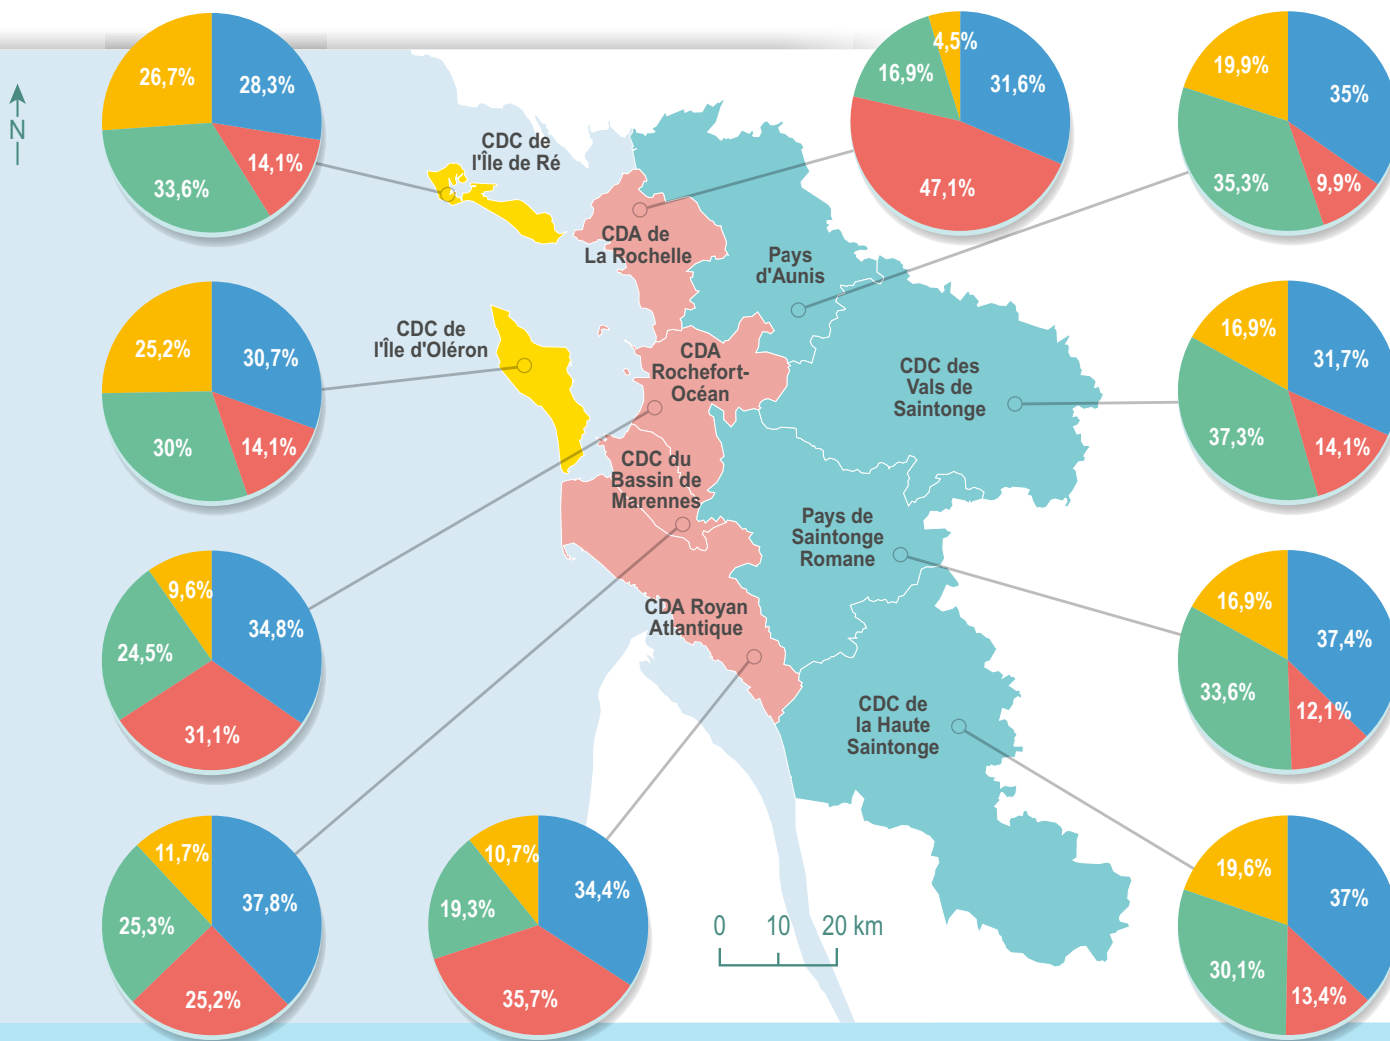 26,7%
28,3%
14,1%
33,6%
4,5%
31,6%
16,9%
47,1%
19,9%
35%
35,3%
9,9%
N
CDC de
l'Île de Ré
CDA de
La Rochelle
Pays
d'Aunis
25,2%
30,7%
30%
14,1%
CDC de
l'Île d'Oléron
CDA
Rochefort-
Océan
CDC des
Vals de
Saintonge
16,9%
31,7%
37,3%
14,1%
CDC du
Bassin de
Marennes
Pays de
Saintonge
Romane
9,6%
34,8%
24,5%
31,1%
CDA Royan
Atlantique
16,9%
37,4%
33,6%
12,1%
CDC de
la Haute
Saintonge
11,7%
37,8%
25,3%
25,2%
10,7%
34,4%
19,3%
35,7%
0 10 20 km
19,6%
37%
30,1%
13,4%